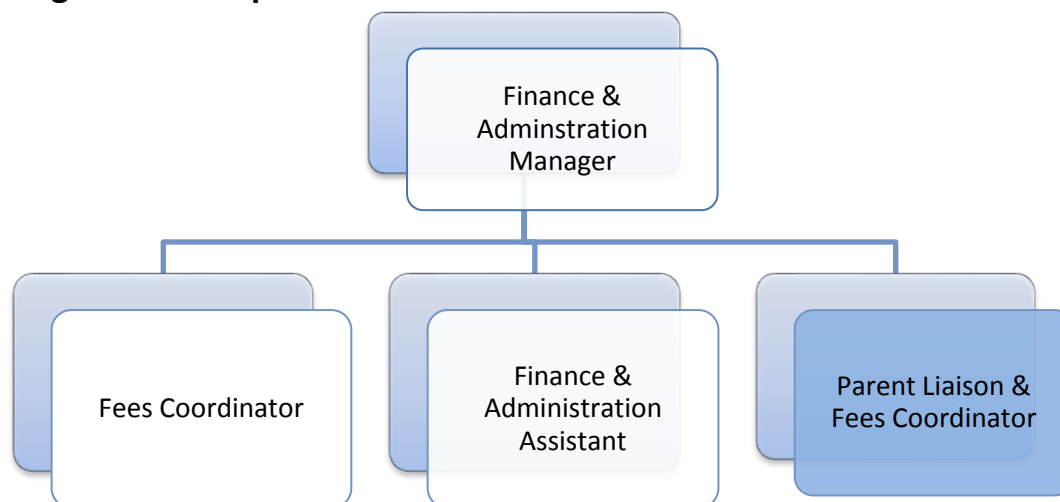 Finance &
Adminstration
Manager
Fees Coordinator
Finance &
Administration
Assistant
Parent Liaison &
Fees Coordinator